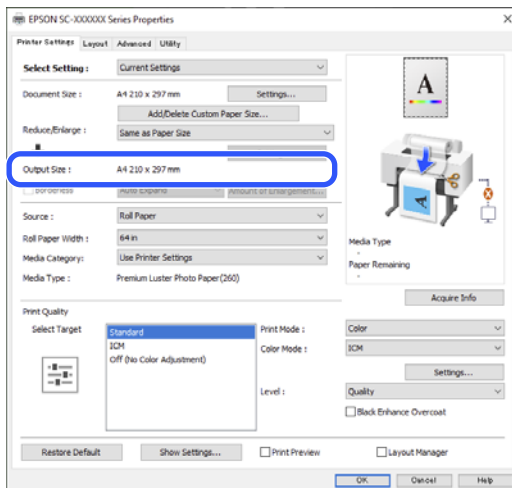 EPSON SC-XXXXXX Series Properties
Printer Settings Layout Advanced Utility
Select Setting : Current Settings
Document Size : A4 210 x 297 mm Settings...
Add/Delete Custom Paper Size...
Reduce/Enlarge : Same as Paper Size
Output Size : A4 210 x 297 mm
Borderless Auto Expand Amount of Enlargement...
Source : Roll Paper
Roll Paper Width : 64 in
Media Category: Use Printer Settings
Media Type : Premium Luster Photo Paper(260)
A
Media Type
-
Paper Remaining
-
Acquire Info
Print Quality
Select Target
Standard
ICM
Off (No Color Adjustment)
Print Mode : Color
Color Mode : ICM
Settings...
Level : Quality
Black Enhance Overcoat
Restore Default Show Settings... Print Preview Layout Manager
OK Cancel Help